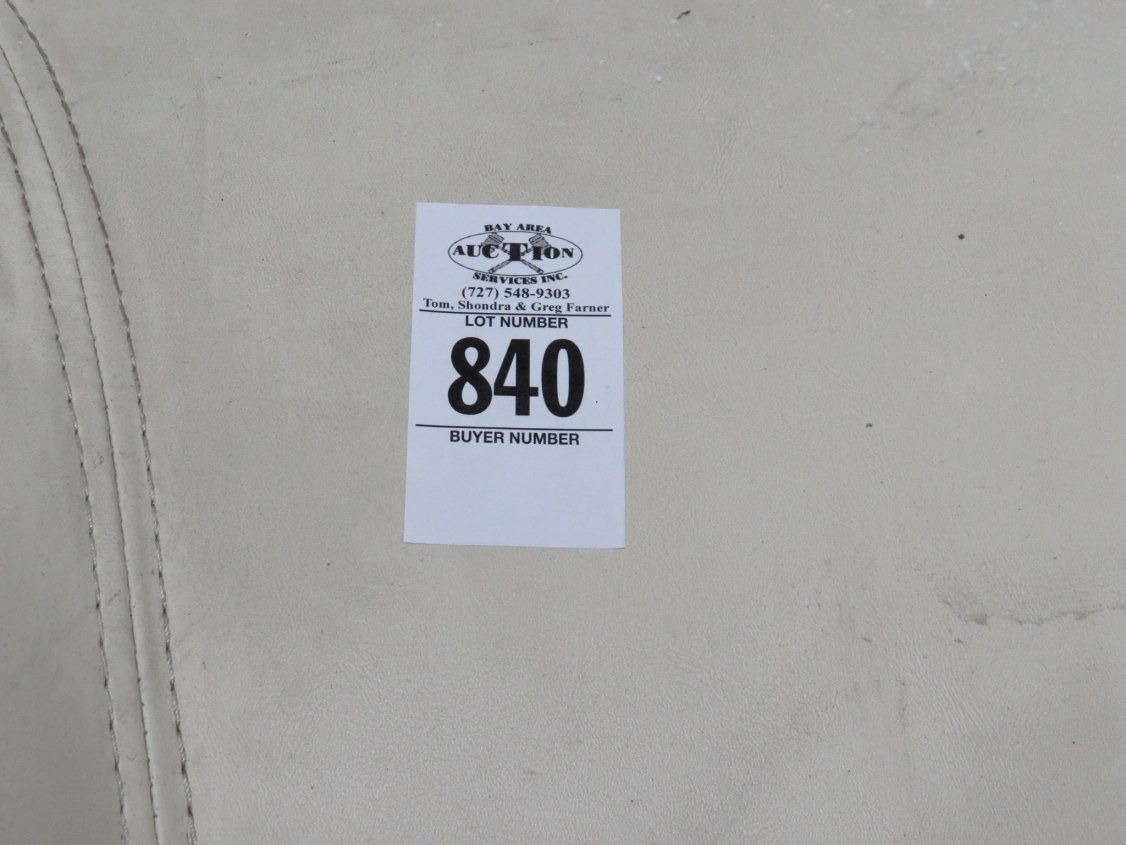 BAY AREA
AUCTION
SERVICES INC.
(727) 548-9303
Tom, Shondra & Greg Farner
LOT NUMBER
840
BUYER NUMBER